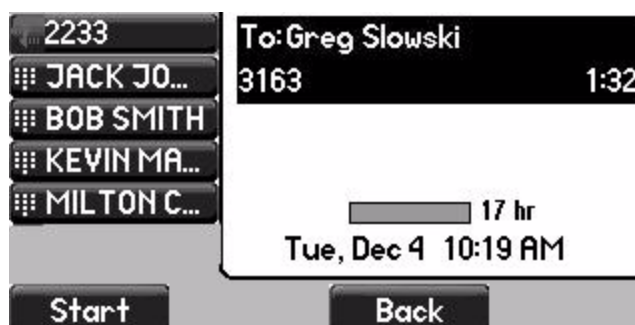 2233
JACK JO...
BOB SMITH
KEVIN MA...
MILTON C...
To:Greg Slowski
3163 1:32
17 hr
Tue, Dec 4 10:19 AM
Start Back